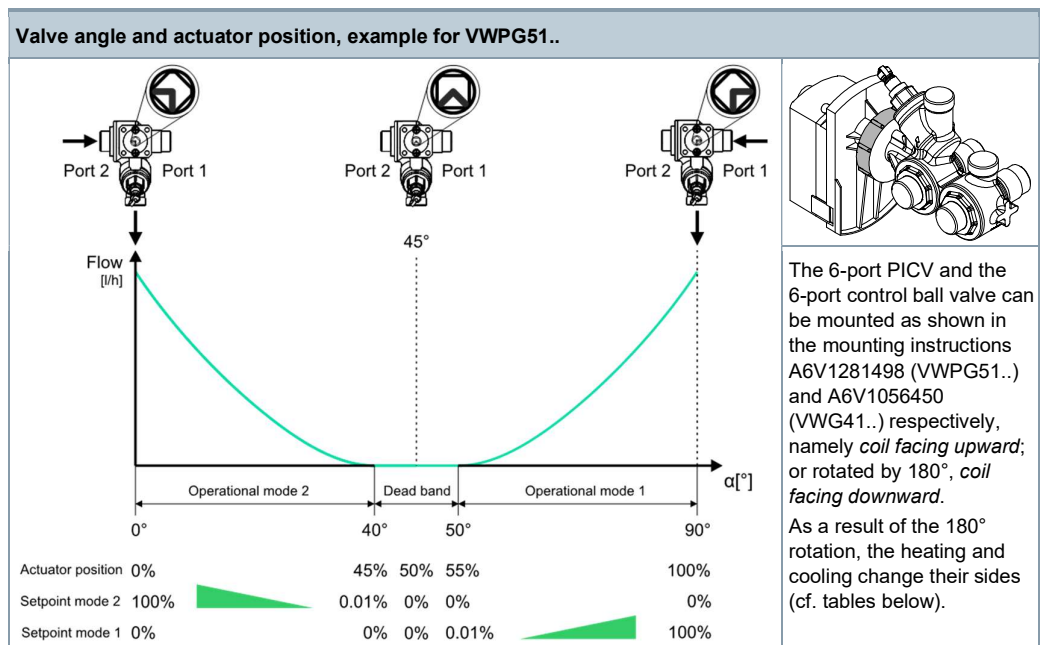 Valve angle and actuator position, example for VWPG51..
Port 2 Port 1
Port 2 Port 1
Port 2 Port 1
45°
Flow
[l/h]
α[°]
Operational mode 2 Dead band Operational mode 1
0° 40° 50° 90°
Actuator position 0% 45% 50% 55% 100%
Setpoint mode 2 100% 0.01% 0% 0% 0%
Setpoint mode 1 0% 0% 0% 0.01% 100%
The 6-port PICV and the
6-port control ball valve can
be mounted as shown in
the mounting instructions
A6V1281498 (VWPG51..)
and A6V1056450
(VWG41..) respectively,
namely coil facing upward;
or rotated by 180°, coil
facing downward.
As a result of the 180°
rotation, the heating and
cooling change their sides
(cf. tables below).